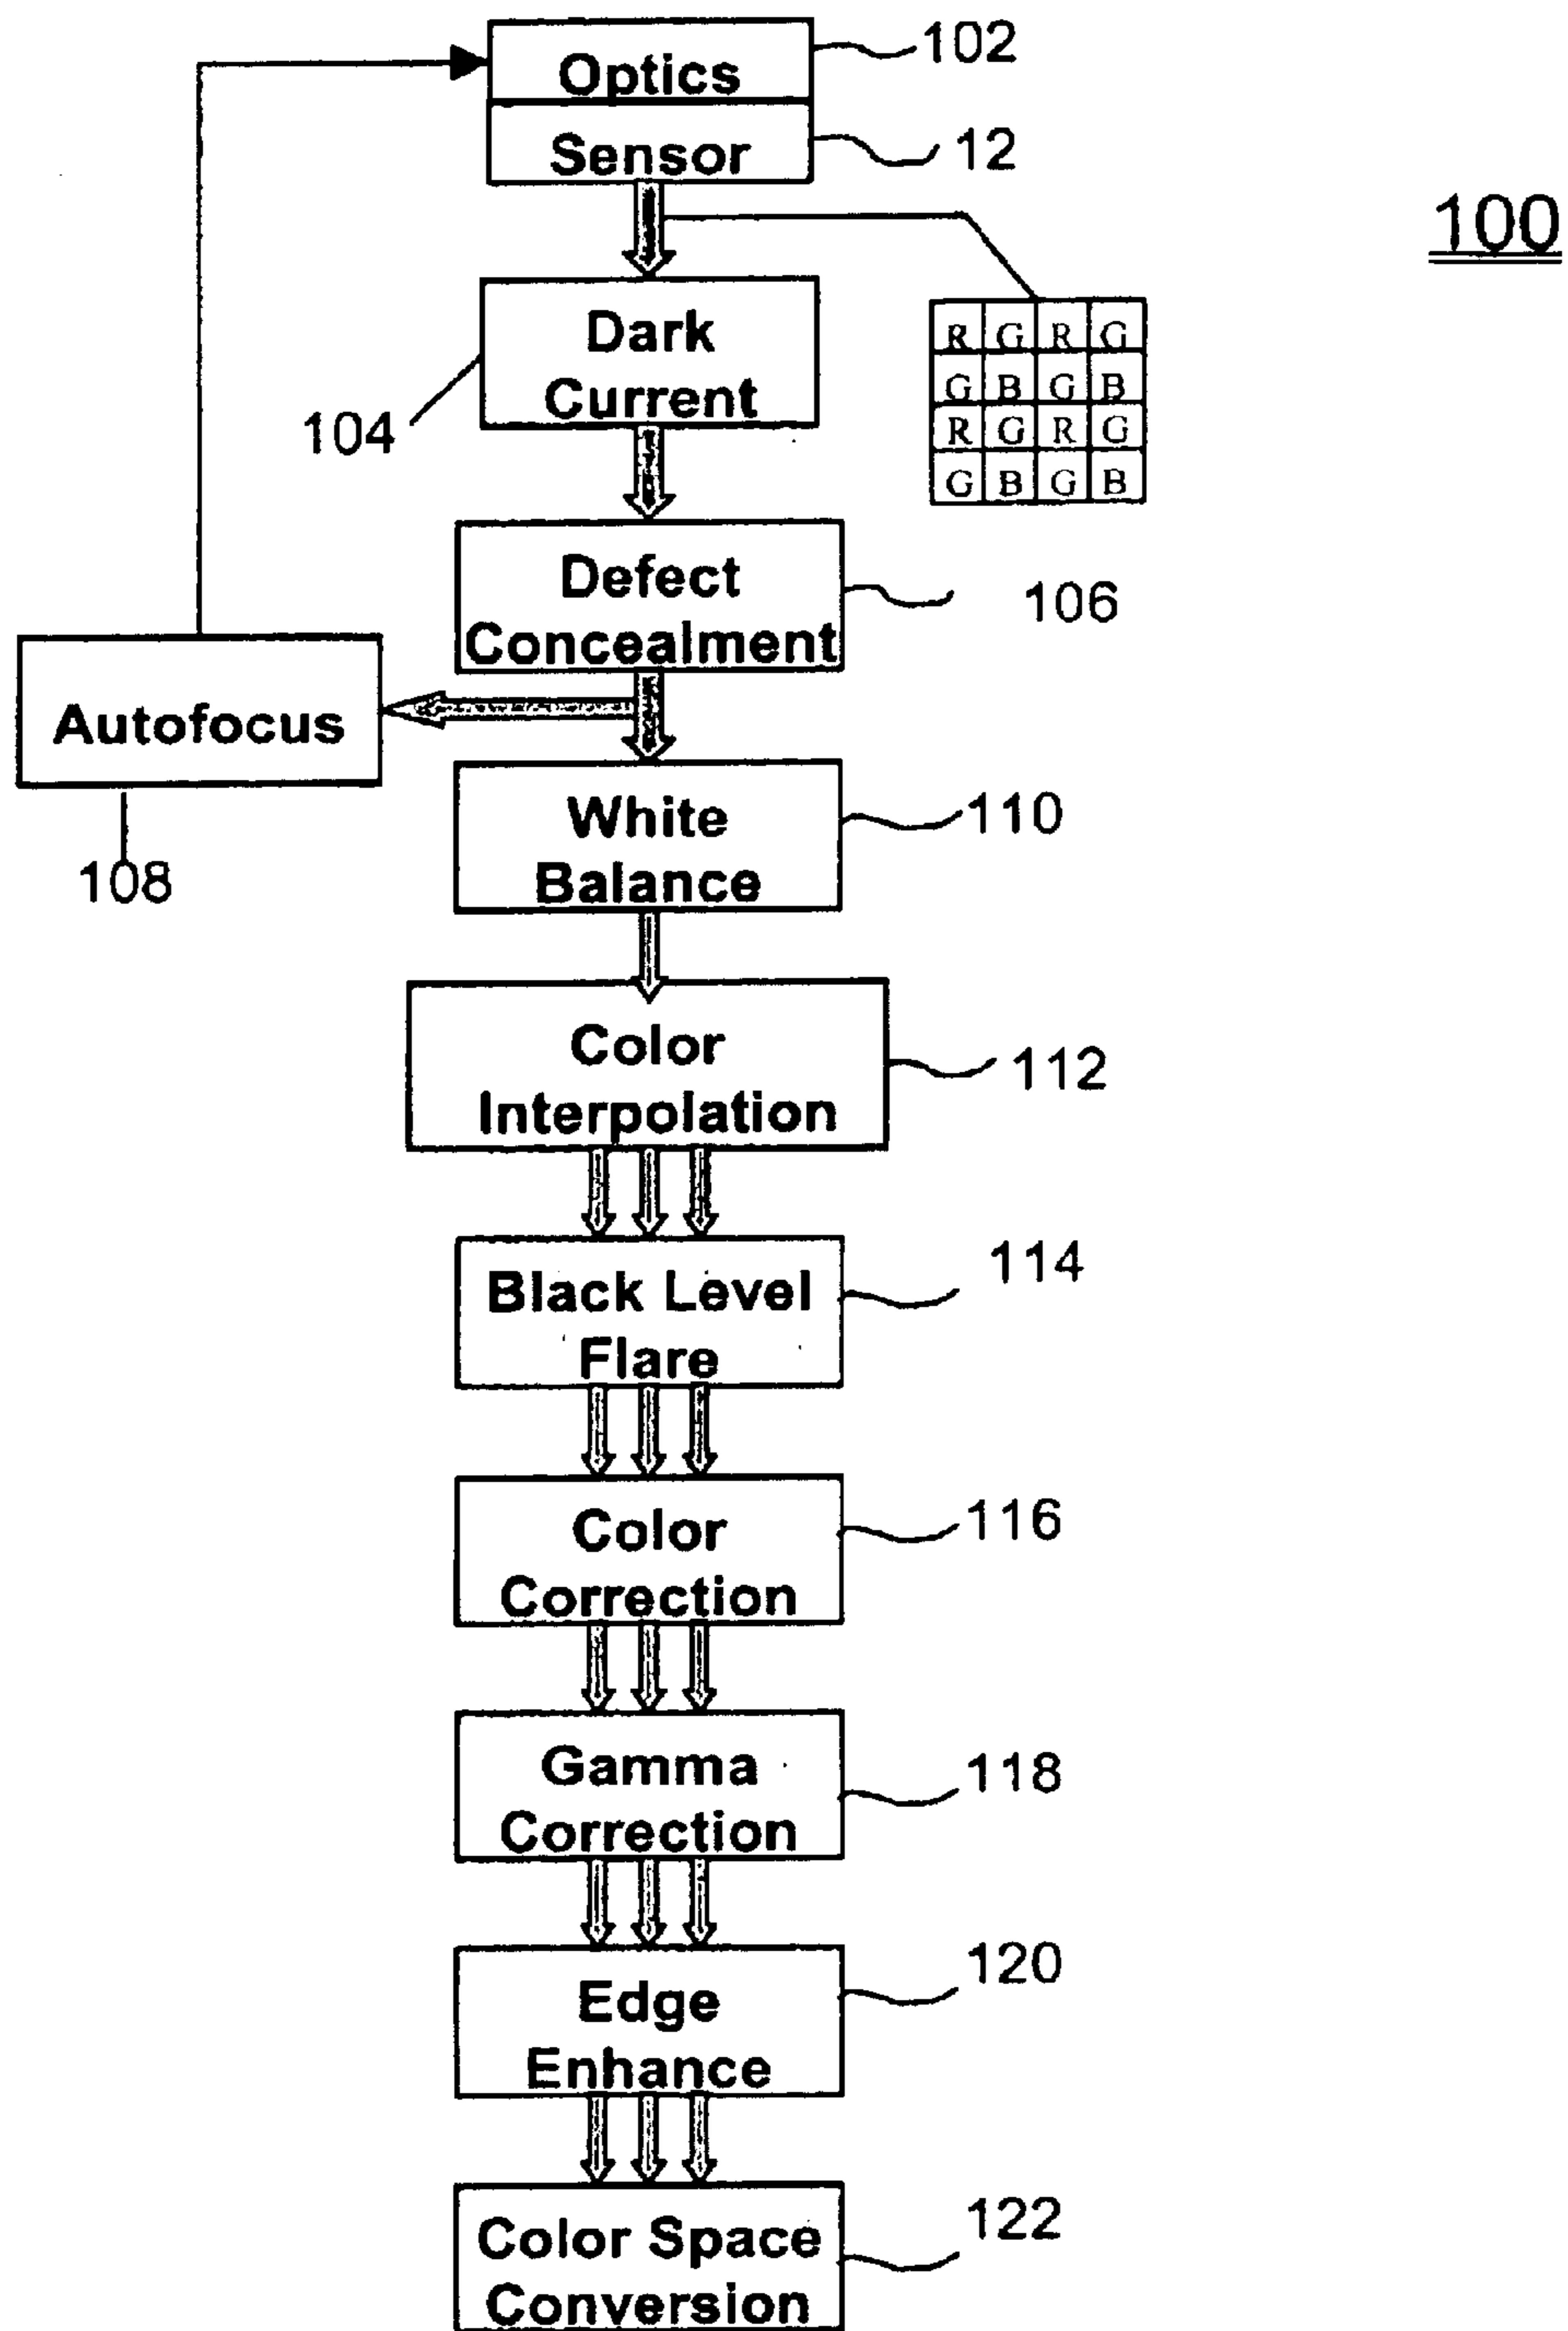 102
Optics
Sensor
12
100
Dark
Current
104
R G R G
G B G B
R G R G
G B G B
Defect
Concealment
106
Autofocus
108
White
Balance
110
Color
Interpolation
112
Black Level
Flare
114
Color
Correction
116
Gamma
Correction
118
Edge
Enhance
120
Color Space
Conversion
122